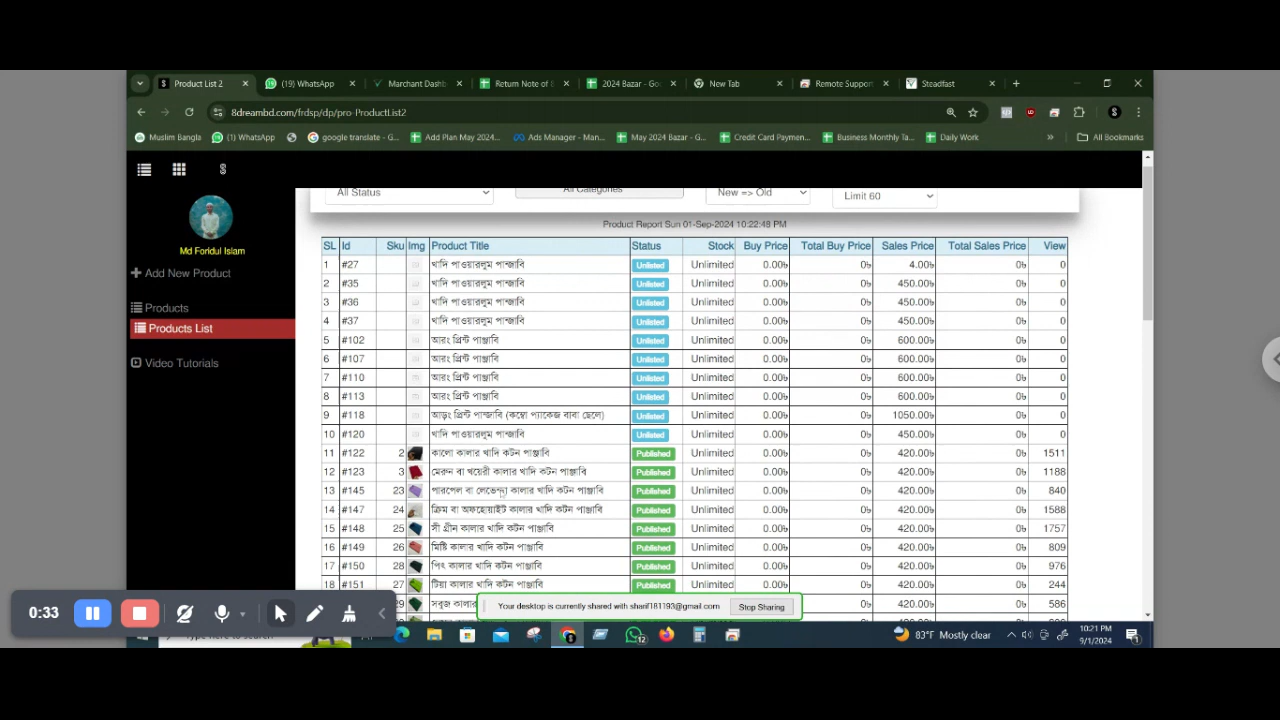 Product List 2
(19) WhatsApp
Marchant Dashb
Return Note of
2024 Bazar - Go
New Tab
Remote Support
Steadfast
8dreambd.com/frdsp/dp/pro-ProductList2
Muslim Bangla
(1) WhatsApp
google translate - G...
Add Plan May 2024...
Ads Manager - Man...
May 2024 Bazar - G...
Credit Card Paymen...
Business Monthly Ta...
Daily Work
All Bookmarks
All Status
All Categories
New => Old
Limit 60
Md Foridul Islam
Add New Product
Products
Products List
Video Tutorials
Product Report Sun 01-Sep-2024 10:22:48 PM
SL Id Sku Img Product Title Status Stock Buy Price Total Buy Price Sales Price Total Sales Price View
1 #27 খাদি পাওয়ারলুম পান্জাবি Unlisted Unlimited 0.00৳ 0৳ 4.00৳ 0৳ 0
2 #35 খাদি পাওয়ারলুম পান্জাবি Unlisted Unlimited 0.00৳ 0৳ 450.00৳ 0৳ 0
3 #36 খাদি পাওয়ারলুম পান্জাবি Unlisted Unlimited 0.00৳ 0৳ 450.00৳ 0৳ 0
4 #37 খাদি পাওয়ারলুম পান্জাবি Unlisted Unlimited 0.00৳ 0৳ 450.00৳ 0৳ 0
5 #102 আরং প্রিন্ট পাঞ্জাবি Unlisted Unlimited 0.00৳ 0৳ 600.00৳ 0৳ 0
6 #107 আরং প্রিন্ট পাঞ্জাবি Unlisted Unlimited 0.00৳ 0৳ 600.00৳ 0৳ 0
7 #110 আরং প্রিন্ট পাঞ্জাবি Unlisted Unlimited 0.00৳ 0৳ 600.00৳ 0৳ 0
8 #113 আরং প্রিন্ট পাঞ্জাবি Unlisted Unlimited 0.00৳ 0৳ 600.00৳ 0৳ 0
9 #118 আড়ং প্রিন্ট পান্জাবি (কম্বো প্যাকেজ বাবা ছেলে) Unlisted Unlimited 0.00৳ 0৳ 1050.00৳ 0৳ 0
10 #120 খাদি পাওয়ারলুম পান্জাবি Unlisted Unlimited 0.00৳ 0৳ 450.00৳ 0৳ 0
11 #122 2 কালো কালার খাদি কটন পাঞ্জাবি Published Unlimited 0.00৳ 0৳ 420.00৳ 0৳ 1511
12 #123 3 মেরুন বা খয়েরী কালার খাদি কটন পাঞ্জাবি Published Unlimited 0.00৳ 0৳ 420.00৳ 0৳ 1188
13 #145 23 পারপেল বা কালার খাদি কটন পাঞ্জাবি Published Unlimited 0.00৳ 0৳ 420.00৳ 0৳ 840
14 #147 24 ক্রিম বা অফহোয়াইট কালার খাদি কটন পাঞ্জাবি Published Unlimited 0.00৳ 0৳ 420.00৳ 0৳ 1588
15 #148 25 সী গ্রীন কালার খাদি কটন পাঞ্জাবি Published Unlimited 0.00৳ 0৳ 420.00৳ 0৳ 1757
16 #149 26 মিষ্টি কালার খাদি কটন পাঞ্জাবি Published Unlimited 0.00৳ 0৳ 420.00৳ 0৳ 809
17 #150 28 পিৎ কালার খাদি কটন পাঞ্জাবি Published Unlimited 0.00৳ 0৳ 420.00৳ 0৳ 976
18 #151 27 টিয়া কালার খাদি কটন পাঞ্জাবি Published Unlimited 0.00৳ 0৳ 420.00৳ 0৳ 244
29 সবুজ 420.00৳ 0৳ 586
Your desktop is currently shared with sharif181193@gmail.com
Stop Sharing
0:33
83°F Mostly clear
10:21 PM
9/1/2024